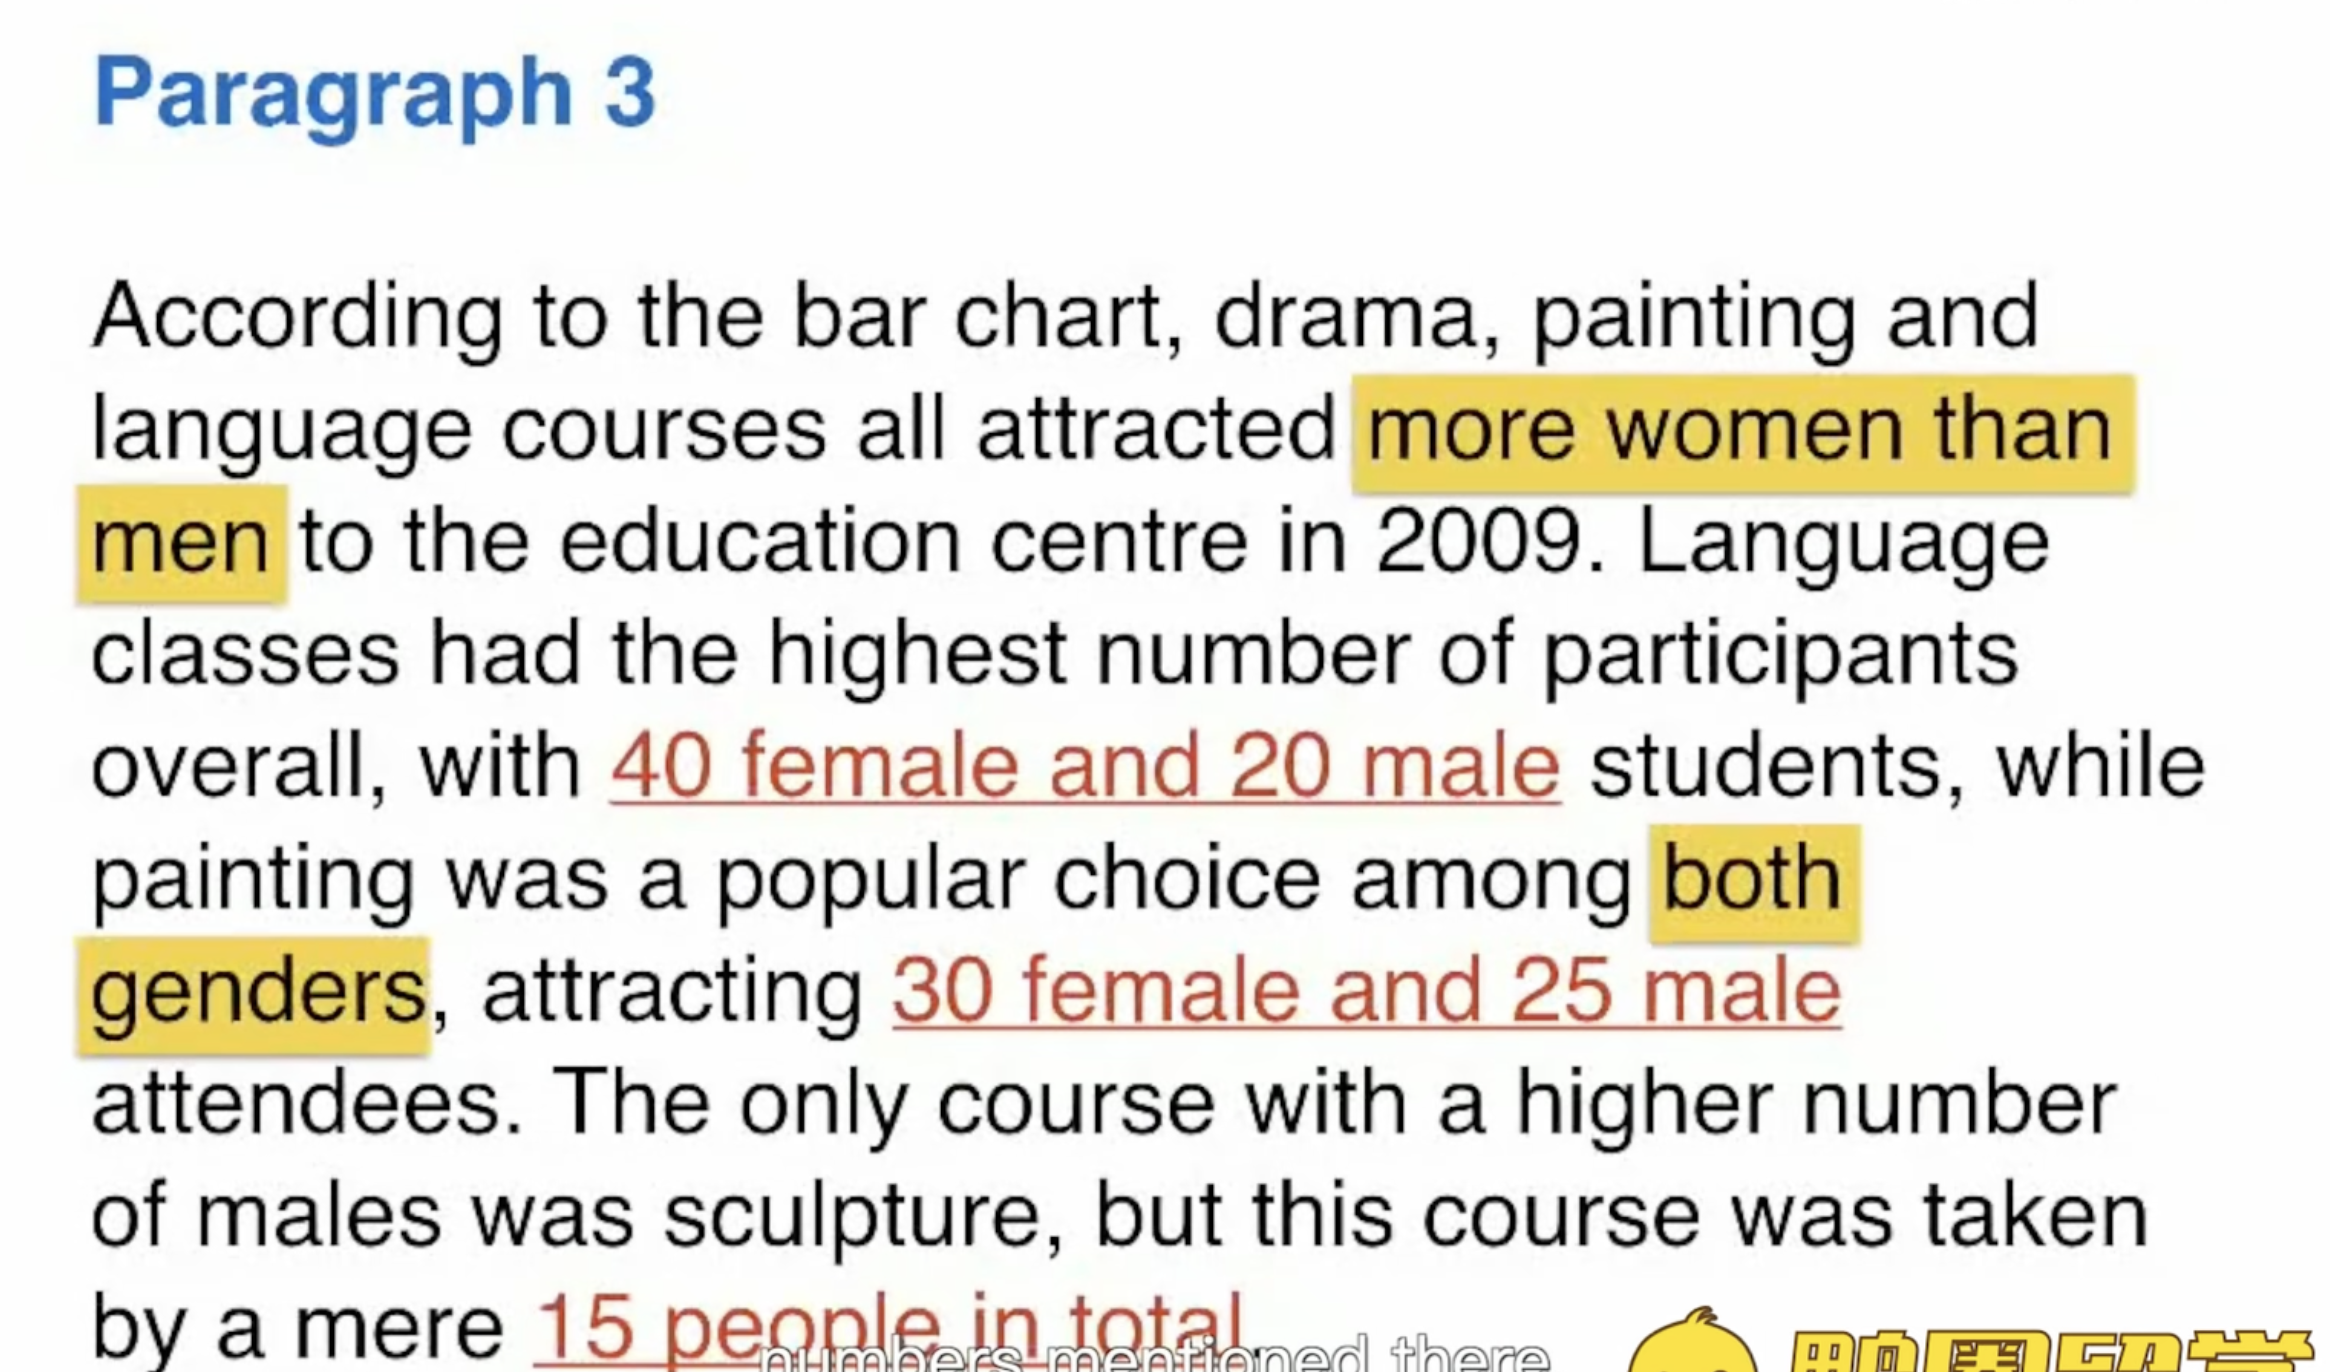 Paragraph 3
According to the bar chart, drama, painting and
language courses all attracted more women than
men to the education centre in 2009. Language
classes had the highest number of participants
overall, with 40 female and 20 male students, while
painting was a popular choice among both
genders, attracting 30 female and 25 male
attendees. The only course with a higher number
of males was sculpture, but this course was taken
by a mere 15 people in total.
numbers mentioned there